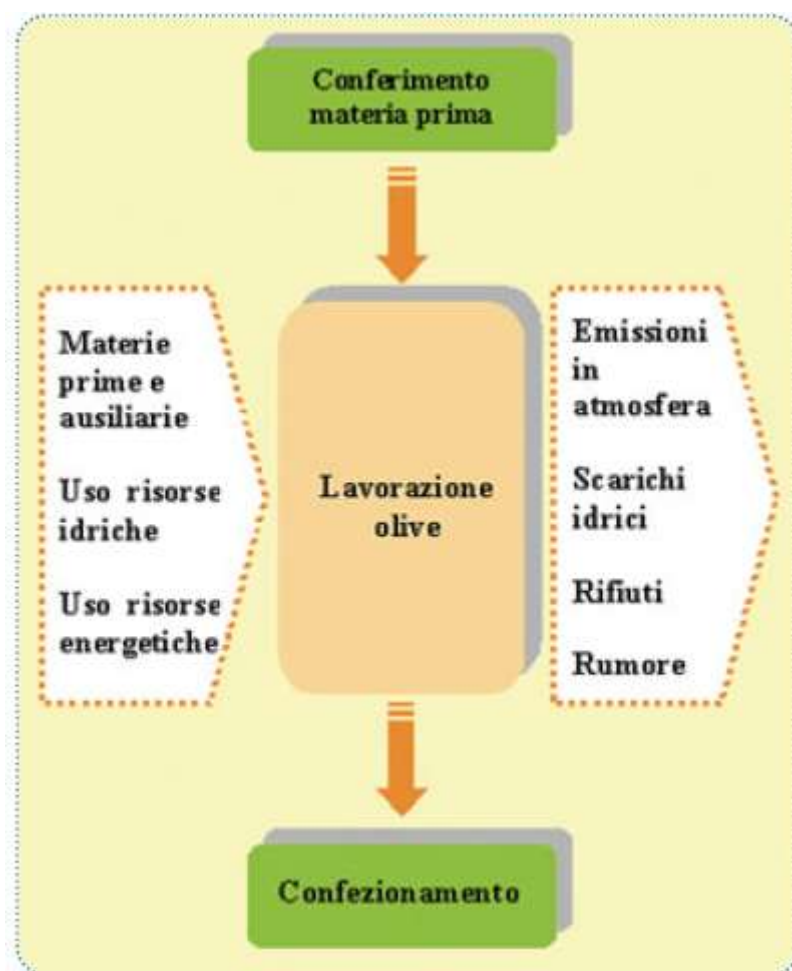 Conferimento
materia prima
Materie
prime e
ausiliarie
Uso risorse
idriche
Uso risorse
energetiche
Lavorazione
olive
Emissioni
in
atmosfera
Scarichi
idrici
Rifiuti
Rumore
Confezionamento